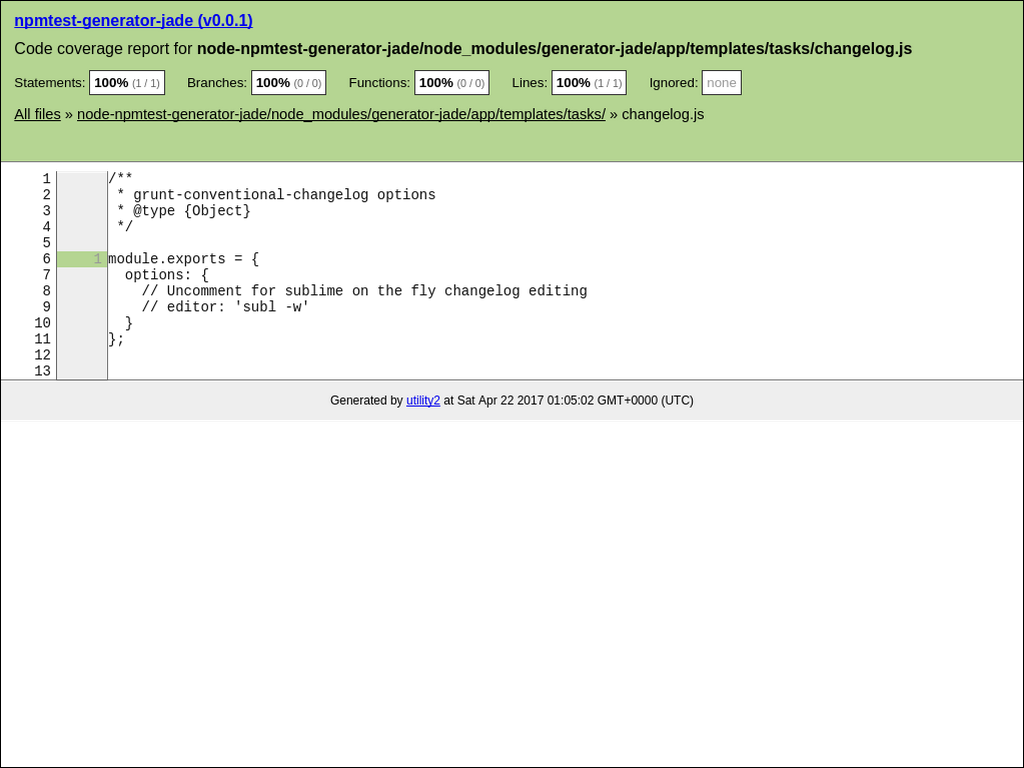 npmtest-generator-jade (v0.0.1)
Code coverage report for node-npmtest-generator-jade/node_modules/generator-jade/app/templates/tasks/changelog.js
Statements: 100% (1 / 1) Branches: 100% (0 / 0) Functions: 100% (0 / 0) Lines: 100% (1 / 1) Ignored: none
All files » node-npmtest-generator-jade/node_modules/generator-jade/app/templates/tasks/ » changelog.js
1 /**
2  * grunt-conventional-changelog options
3  * @type {Object}
4  */
5
6 1 module.exports = {
7   options: {
8     // Uncomment for sublime on the fly changelog editing
9     // editor: 'subl -w'
10   }
11 };
12
13
Generated by utility2 at Sat Apr 22 2017 01:05:02 GMT+0000 (UTC)